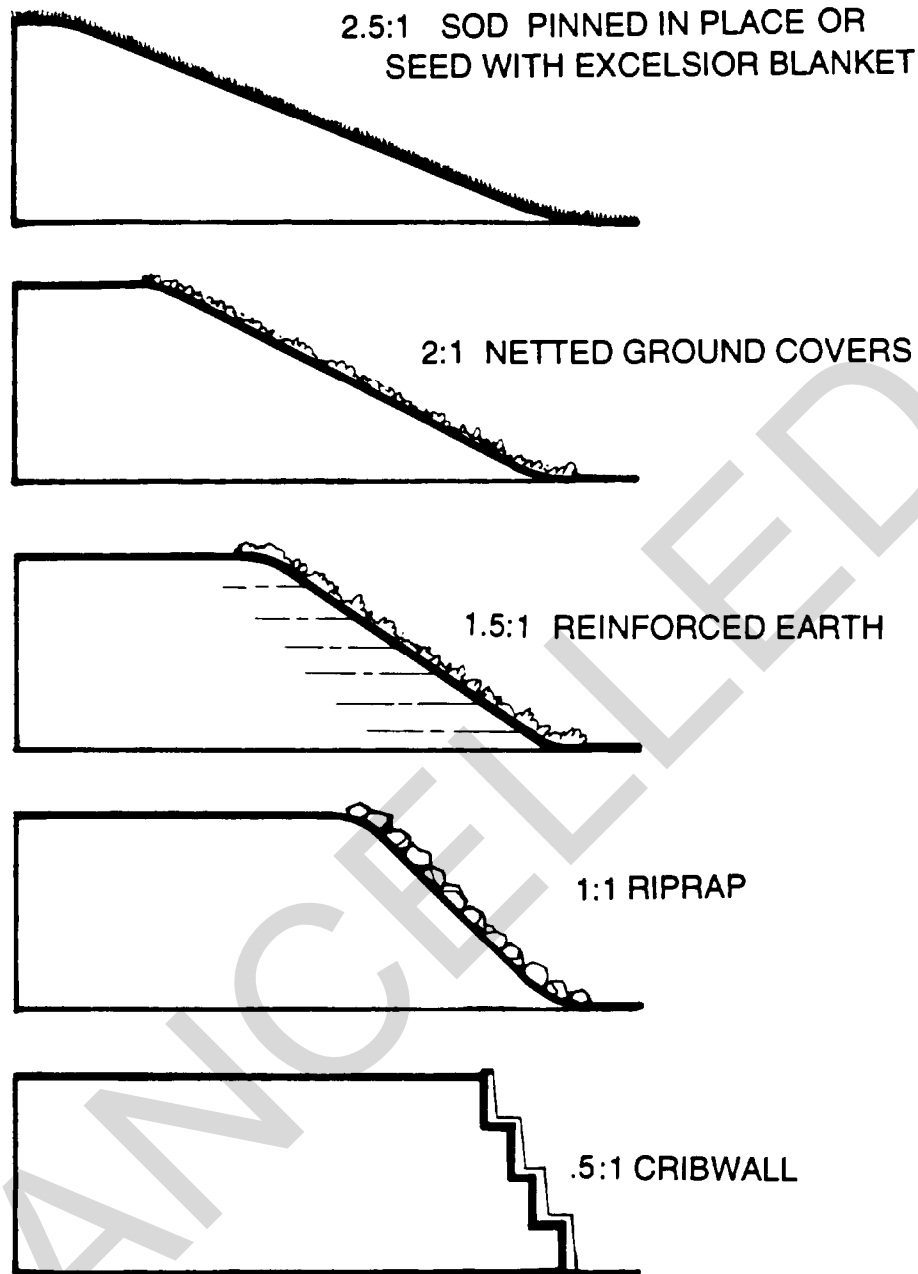 2.5:1 SOD PINNED IN PLACE OR
SEED WITH EXCELSIOR BLANKET
2:1 NETTED GROUND COVERS
1.5:1 REINFORCED EARTH
1:1 RIPRAP
.5:1 CRIBWALL
ANCELLED